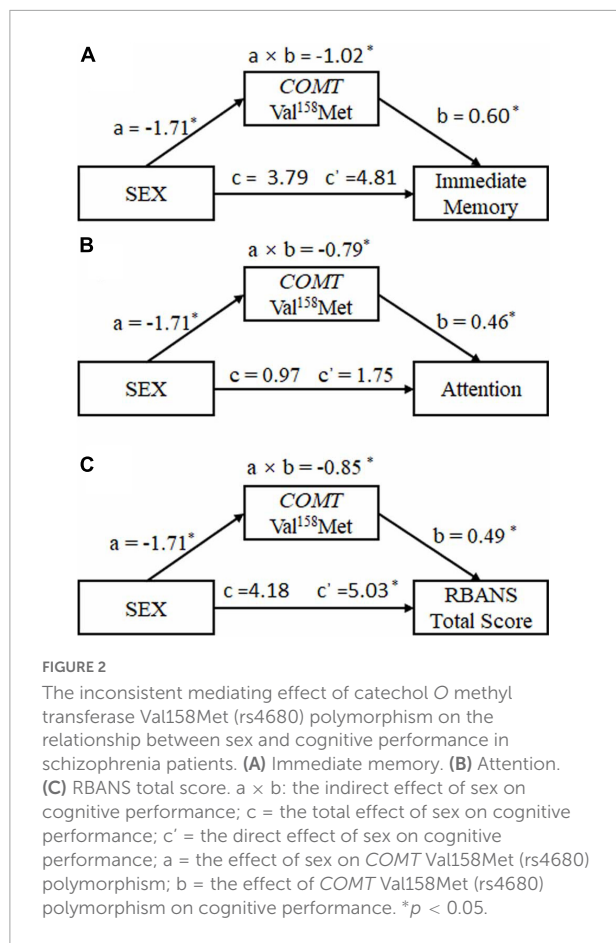 A
a × b = -1.02*
COMT
Val¹⁵⁸Met
a = -1.71*
b = 0.60*
SEX
c = 3.79 c' =4.81
Immediate
Memory
B
a × b = -0.79*
COMT
Val¹⁵⁸Met
a = -1.71*
b = 0.46*
SEX
c = 0.97 c' = 1.75
Attention
C
a × b = -0.85 *
COMT
Val¹⁵⁸Met
a = -1.71*
b = 0.49 *
SEX
c =4.18 c' =5.03 *
RBANS
Total Score
FIGURE 2
The inconsistent mediating effect of catechol O methyl
transferase Val158Met (rs4680) polymorphism on the
relationship between sex and cognitive performance in
schizophrenia patients. (A) Immediate memory. (B) Attention.
(C) RBANS total score. a × b: the indirect effect of sex on
cognitive performance; c = the total effect of sex on cognitive
performance; c' = the direct effect of sex on cognitive
performance; a = the effect of sex on COMT Val158Met (rs4680)
polymorphism; b = the effect of COMT Val158Met (rs4680)
polymorphism on cognitive performance. *p < 0.05.